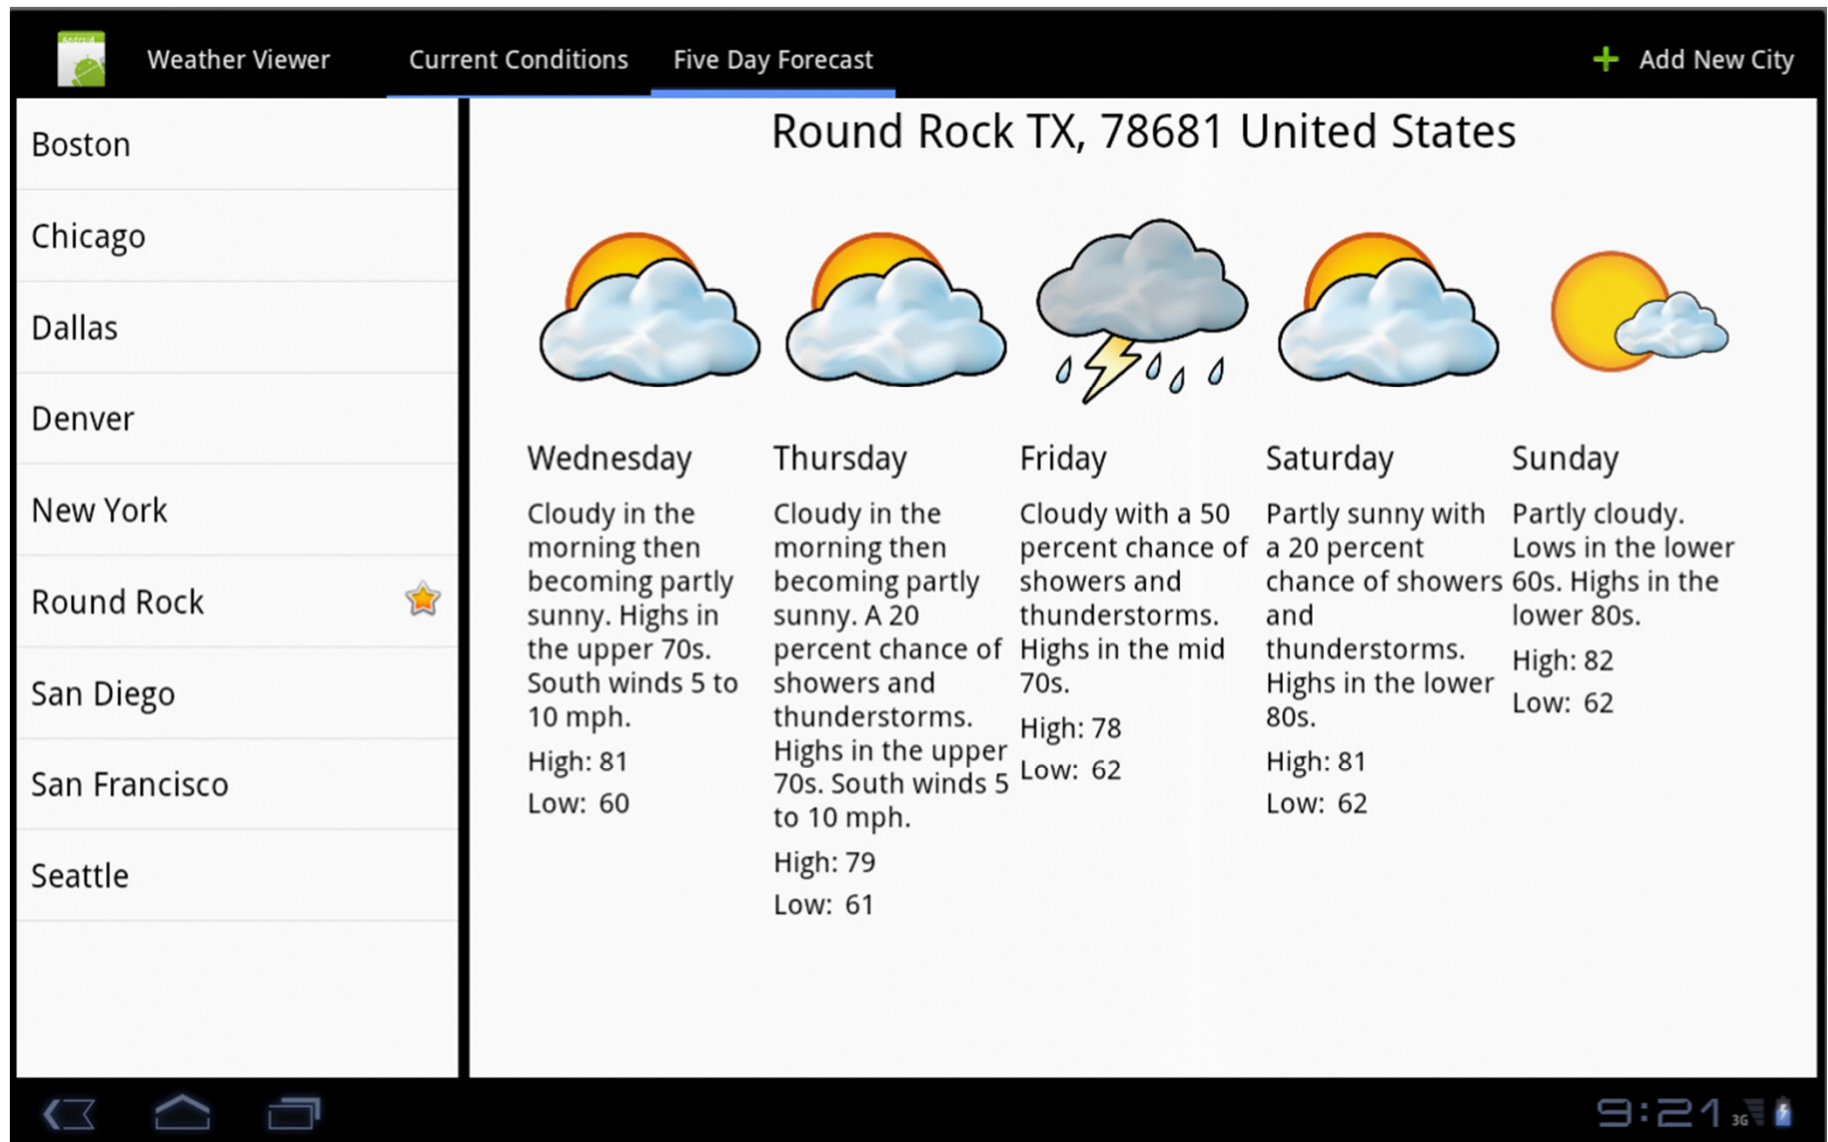 Android
Weather Viewer
Current Conditions
Five Day Forecast
Add New City
Boston
Chicago
Dallas
Denver
New York
Round Rock
San Diego
San Francisco
Seattle
Round Rock TX, 78681 United States
Wednesday
Cloudy in the
morning then
becoming partly
sunny. Highs in
the upper 70s.
South winds 5 to
10 mph.
High: 81
Low: 60
Thursday
Cloudy in the
morning then
becoming partly
sunny. A 20
percent chance of
showers and
thunderstorms.
Highs in the upper
70s. South winds 5
to 10 mph.
High: 79
Low: 61
Friday
Cloudy with a 50
percent chance of
showers and
thunderstorms.
Highs in the mid
70s.
High: 78
Low: 62
Saturday
Partly sunny with
a 20 percent
chance of showers
and
thunderstorms.
Highs in the lower
80s.
High: 81
Low: 62
Sunday
Partly cloudy.
Lows in the lower
60s. Highs in the
lower 80s.
High: 82
Low: 62
9:21
3G